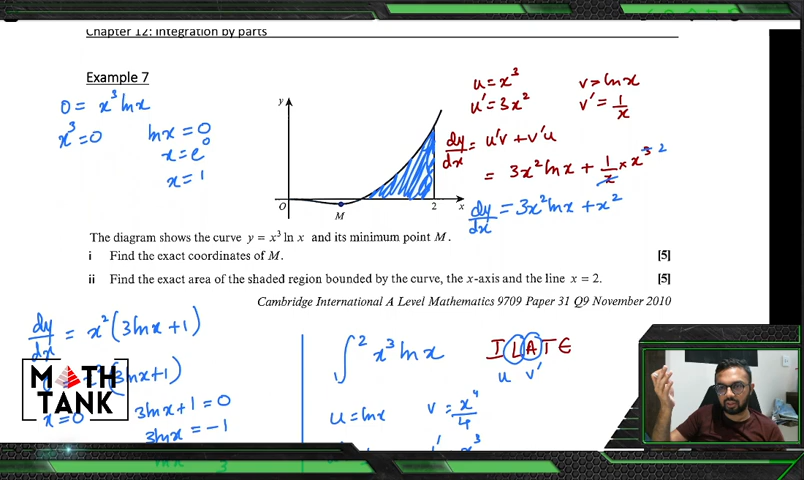 Chapter 12: Integration by parts
Example 7
0 = x³ ln x
x³ = 0
ln x = 0
x = e⁰
x = 1
y
O
M
2
x
u = x³
v = ln x
u' = 3x²
v' = 1/x
dy/dx = u'v + v'u
= 3x² ln x + 1/x × x³ 2
dy/dx = 3x² ln x + x²
The diagram shows the curve y = x³ ln x and its minimum point M.
i Find the exact coordinates of M. [5]
ii Find the exact area of the shaded region bounded by the curve, the x-axis and the line x = 2. [5]
Cambridge International A Level Mathematics 9709 Paper 31 Q9 November 2010
dy/dx = x²(3 ln x + 1)
(3 ln x + 1)
x = 0
3 ln x + 1 = 0
3 ln x = -1
∫₁² x³ ln x
ILATE
u v'
u = ln x
v = x⁴/4
x³
MATH
TANK